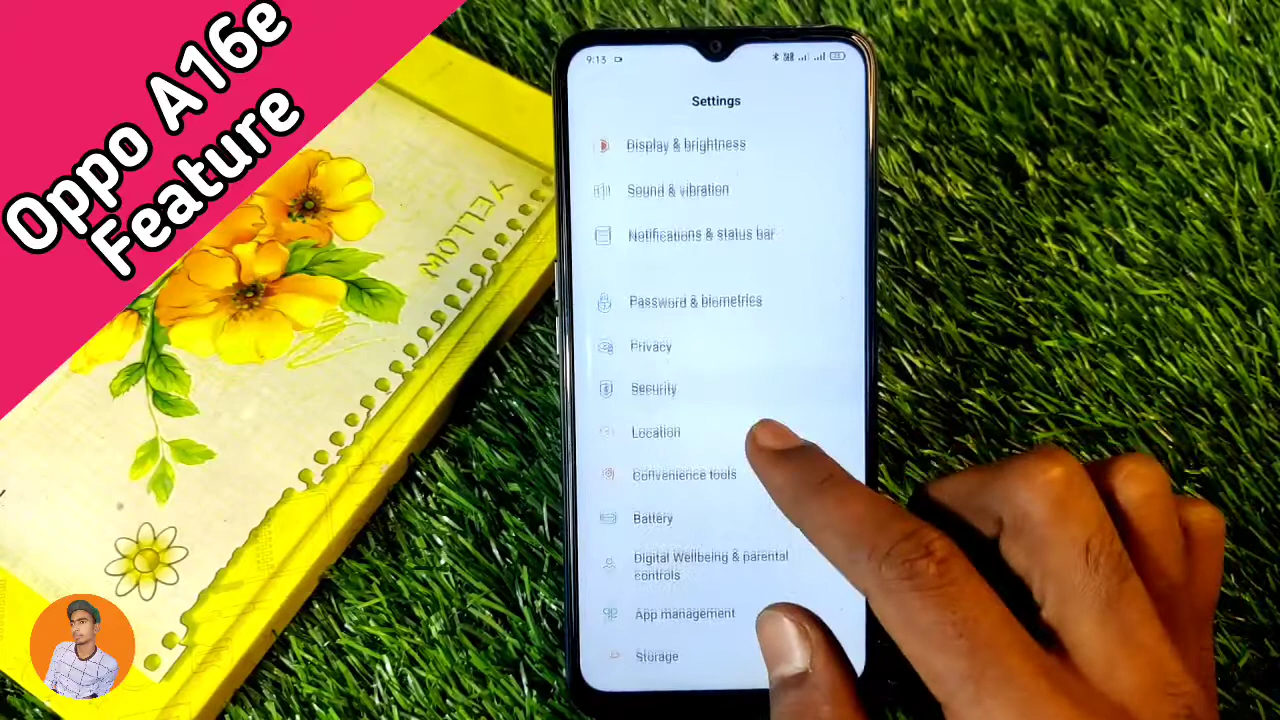 Oppo A16e
Feature
YELLOW
9:13
Settings
Display & brightness
Sound & vibration
Notifications & status bar
Password & biometrics
Privacy
Security
Location
Convenience tools
Battery
Digital Wellbeing & parental
controls
App management
Storage